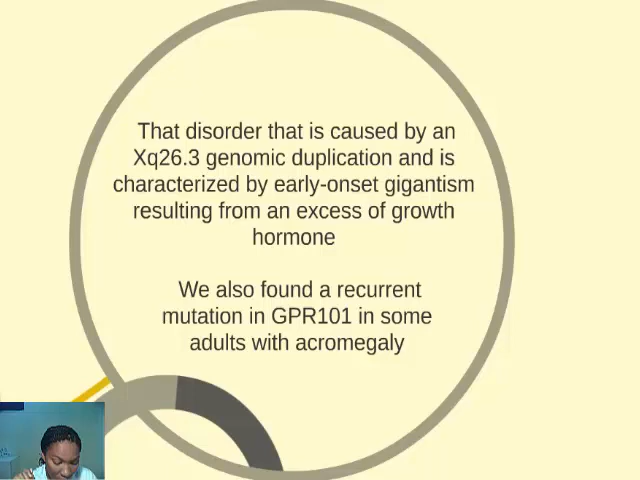 That disorder that is caused by an
Xq26.3 genomic duplication and is
characterized by early-onset gigantism
resulting from an excess of growth
hormone
We also found a recurrent
mutation in GPR101 in some
adults with acromegaly